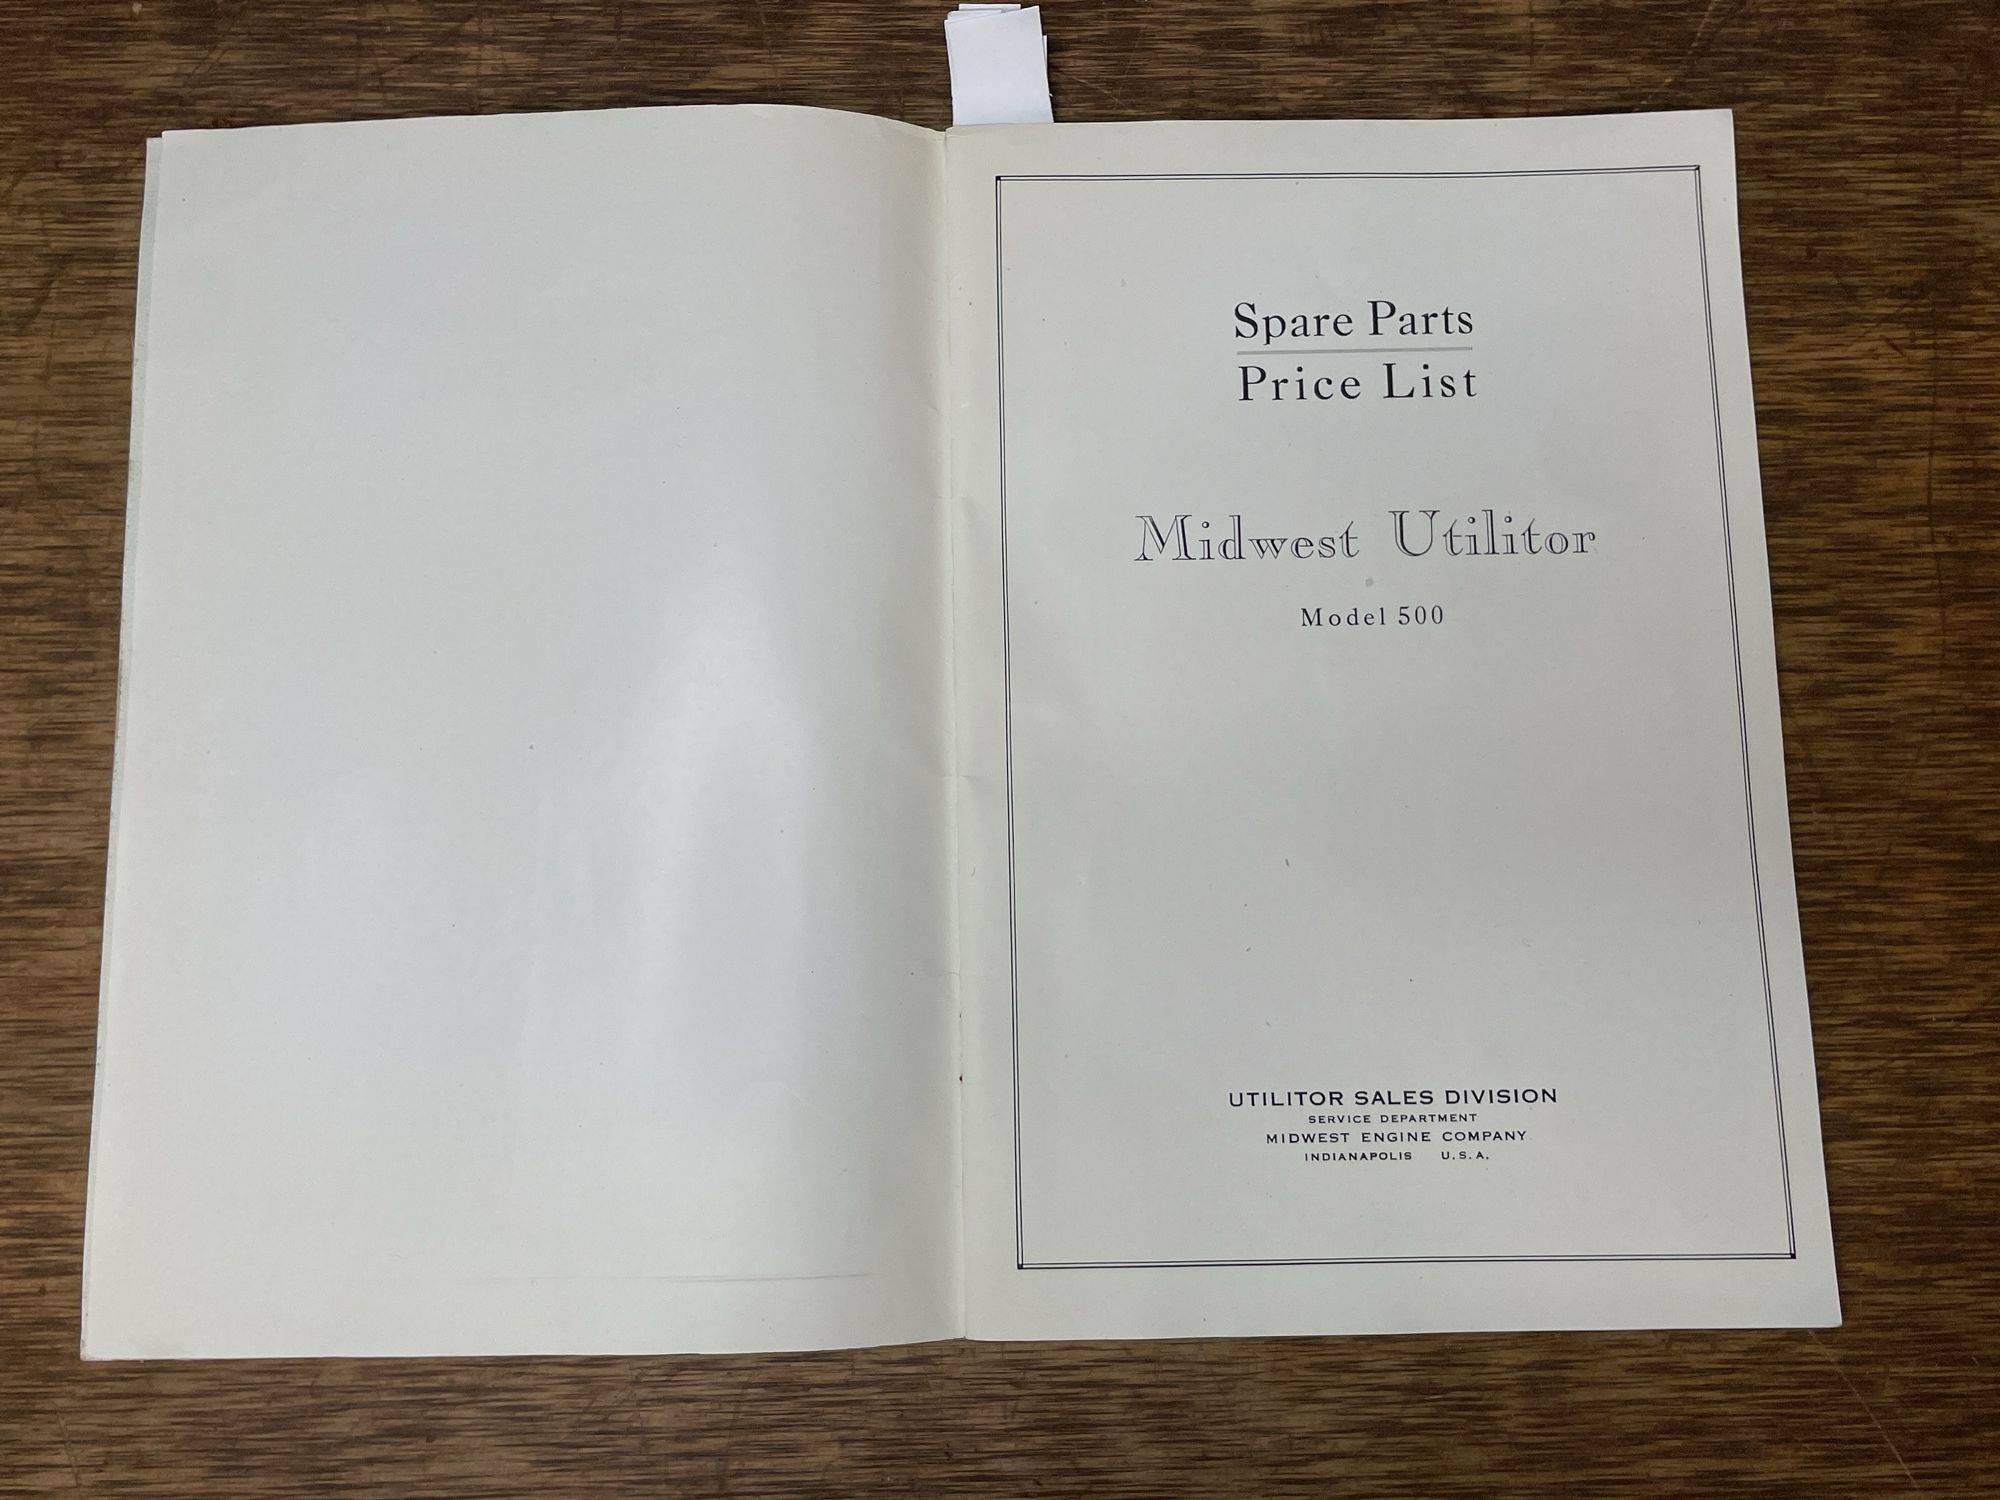 Spare Parts
Price List
Midwest Utilitor
Model 500
UTILITOR SALES DIVISION
SERVICE DEPARTMENT
MIDWEST ENGINE COMPANY
INDIANAPOLIS U.S.A.